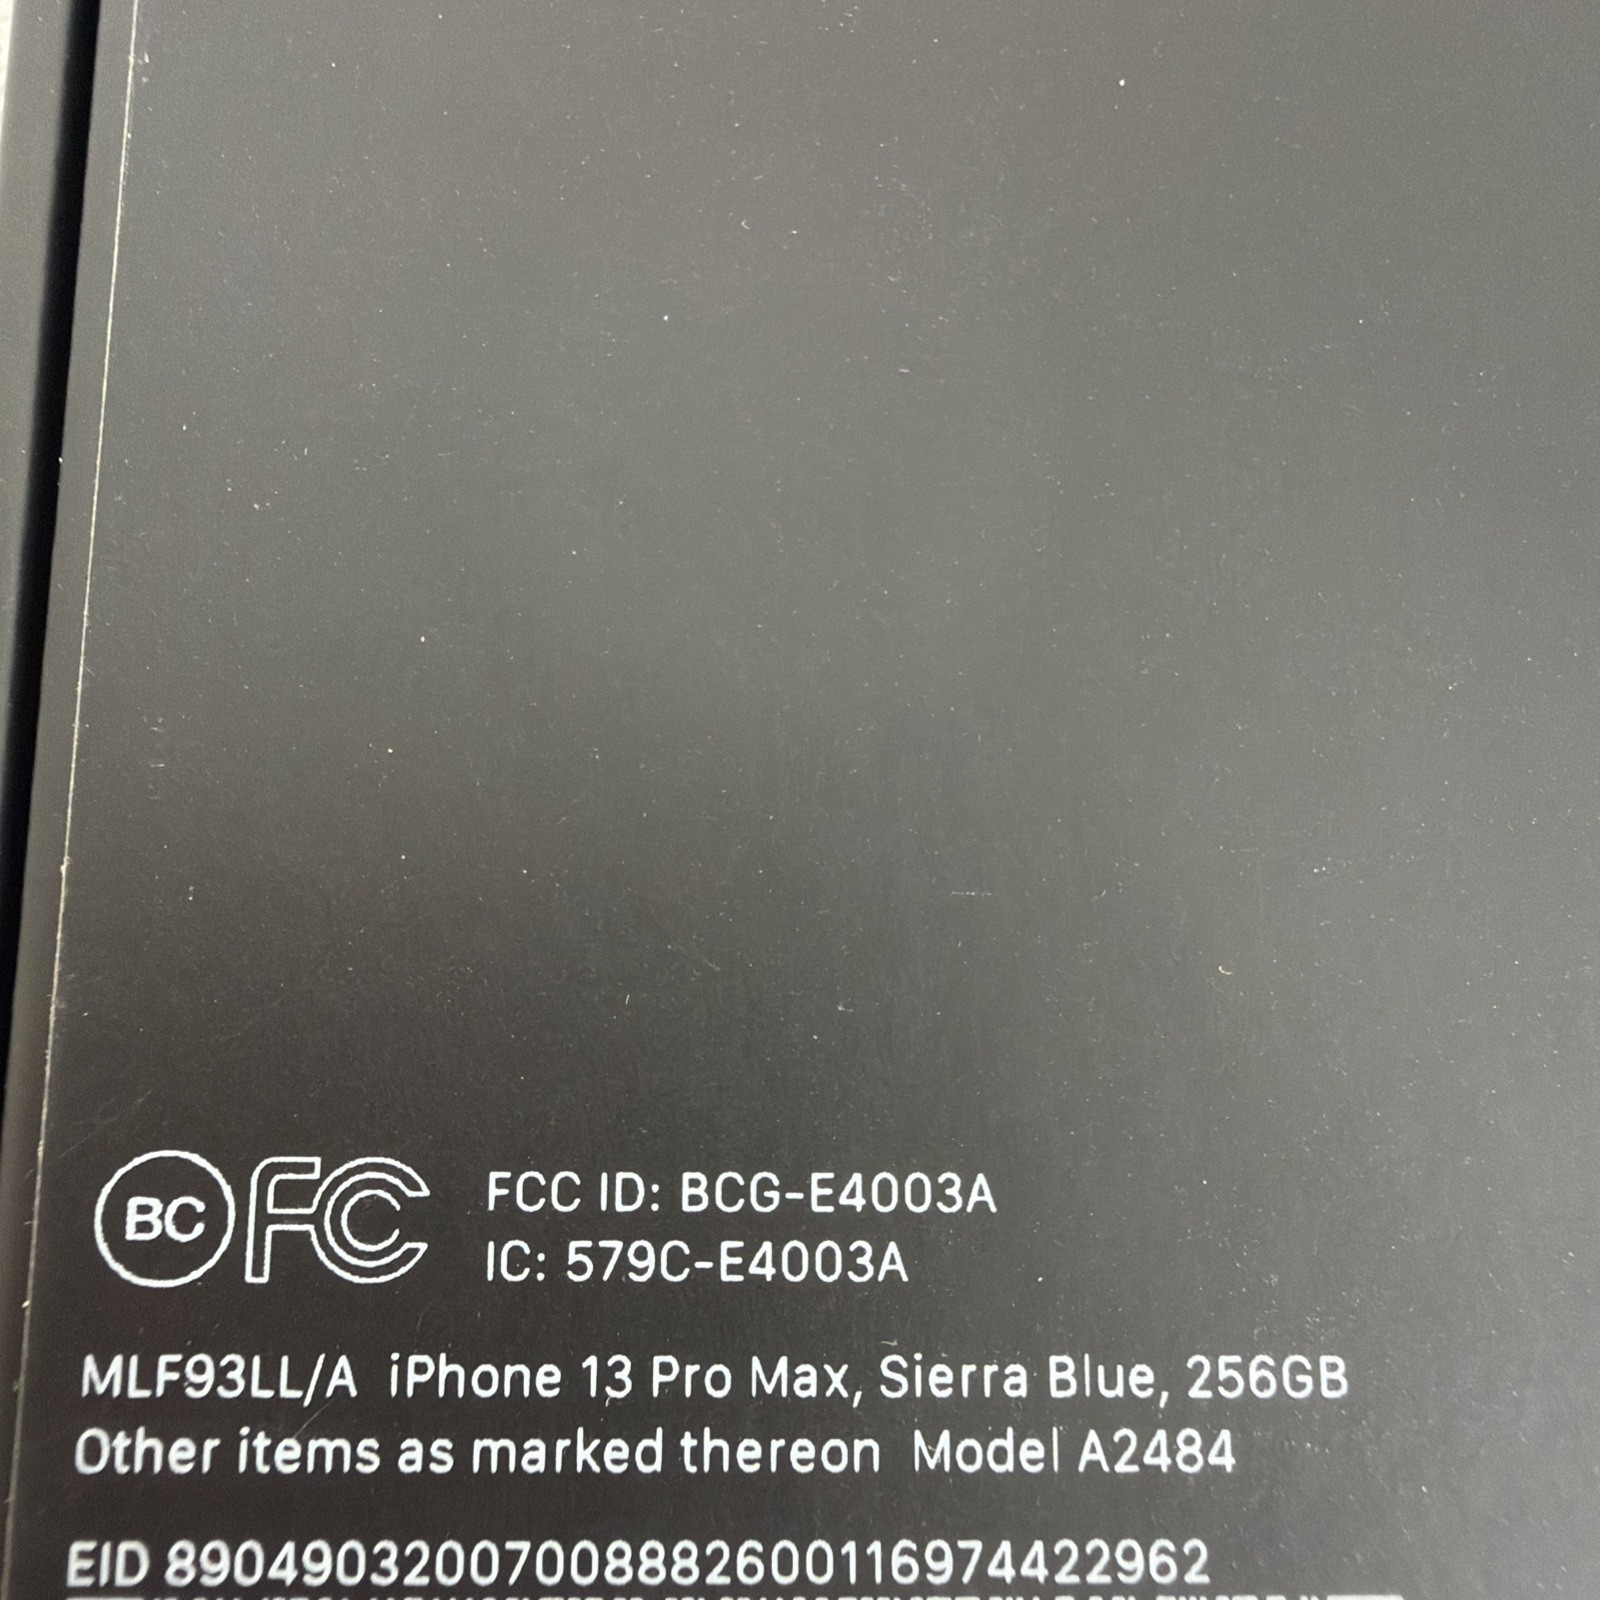 BC FC FCC ID: BCG-E4003A
IC: 579C-E4003A
MLF93LL/A iPhone 13 Pro Max, Sierra Blue, 256GB
Other items as marked thereon Model A2484
EID 89049032007008882600116974422962